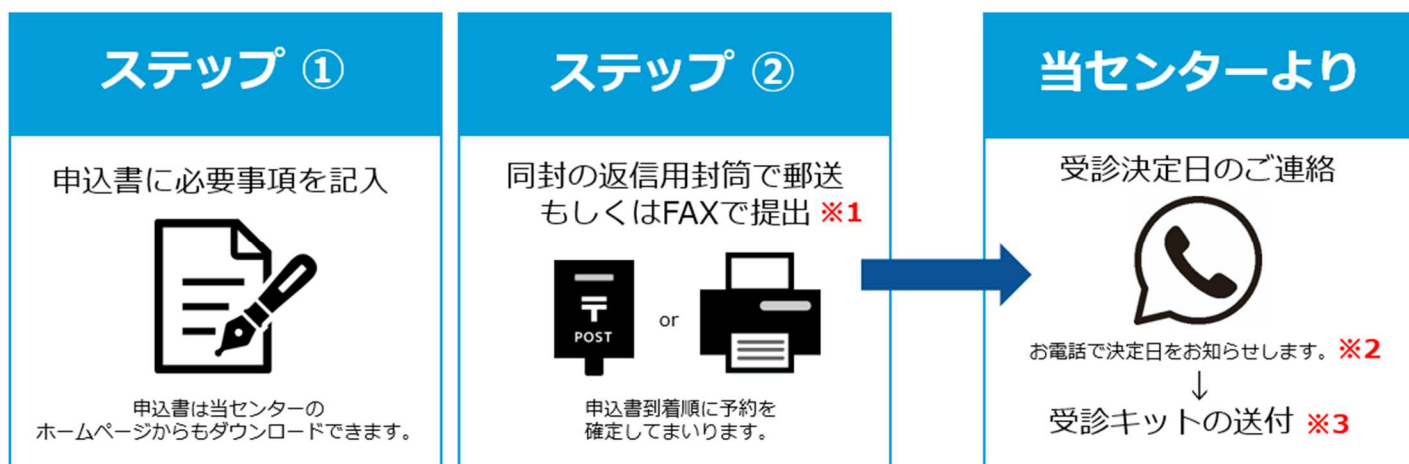 ステップ ①
申込書に必要事項を記入
申込書は当センターの
ホームページからもダウンロードできます。
ステップ ②
同封の返信用封筒で郵送
もしくはFAXで提出 ※1
〒
POST
or
申込書到着順に予約を
確定してまいります。
当センターより
受診決定日のご連絡
お電話で決定日をお知らせします。※2
↓
受診キットの送付 ※3